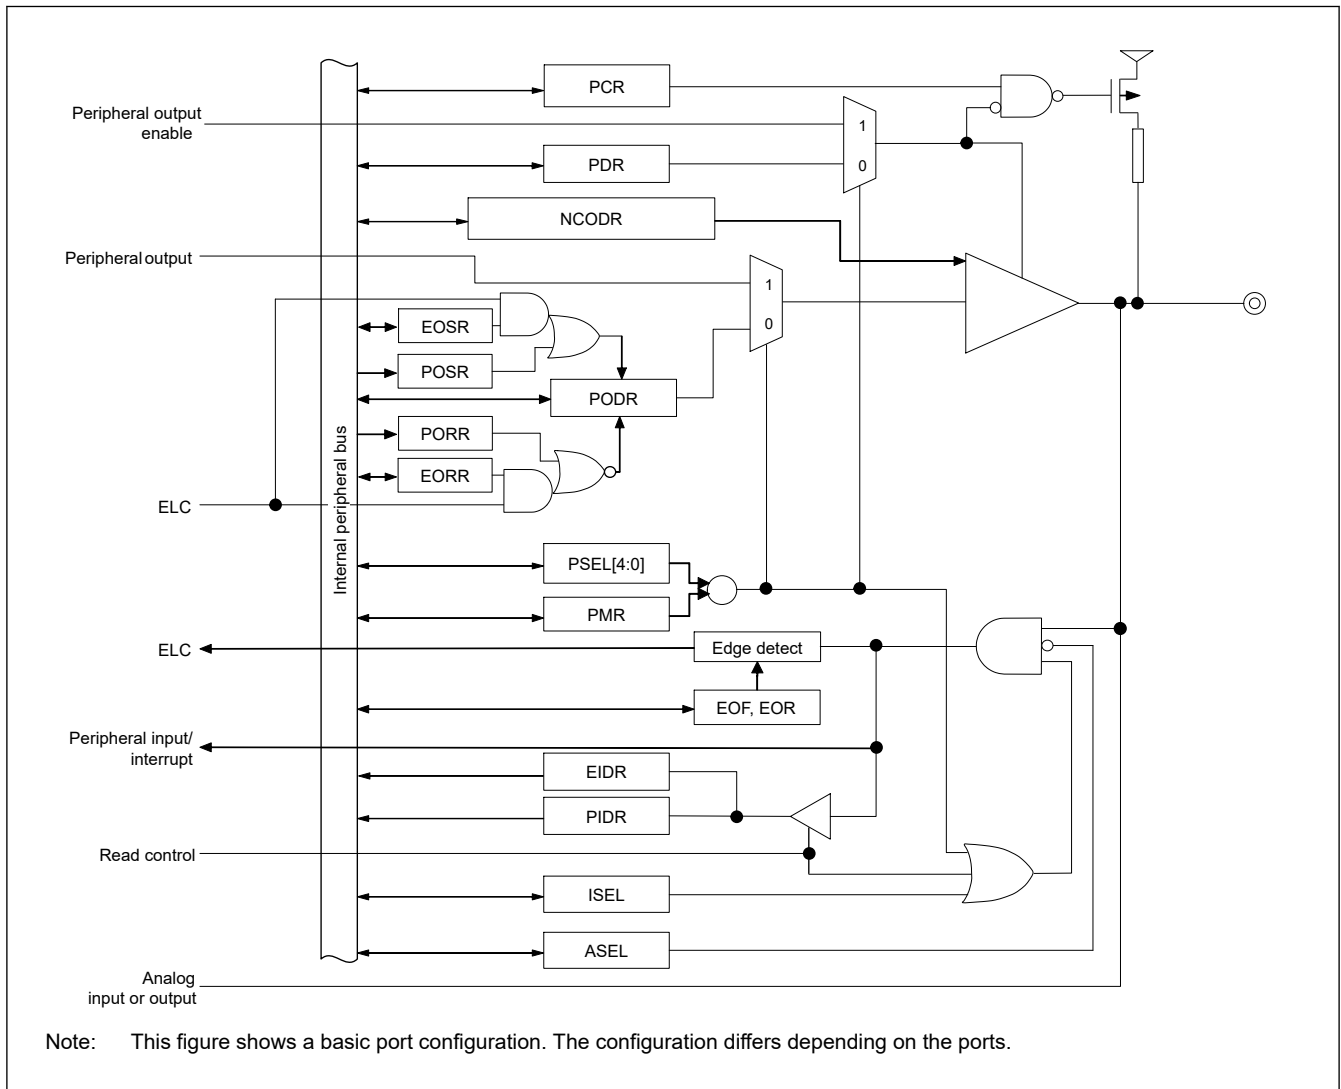 PCR
Peripheral output
enable
1
PDR
0
NCODR
Peripheral output
1
EOSR
0
POSR
PODR
PORR
EORR
ELC
Internal peripheral bus
PSEL[4:0]
PMR
ELC
Edge detect
EOF, EOR
Peripheral input/
interrupt
EIDR
PIDR
Read control
ISEL
ASEL
Analog
input or output
Note: This figure shows a basic port configuration. The configuration differs depending on the ports.